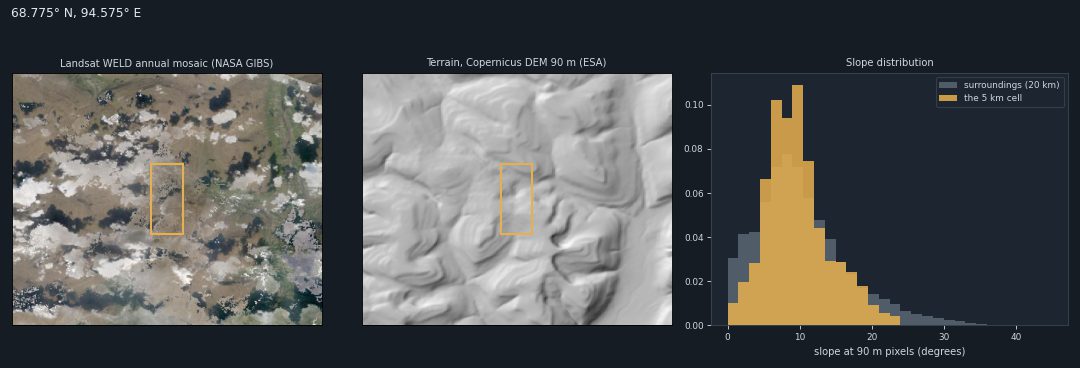 68.775° N, 94.575° E
Landsat WELD annual mosaic (NASA GIBS)
Terrain, Copernicus DEM 90 m (ESA)
Slope distribution
surroundings (20 km)
the 5 km cell
0.10
0.08
0.06
0.04
0.02
0.00
0 10 20 30 40
slope at 90 m pixels (degrees)